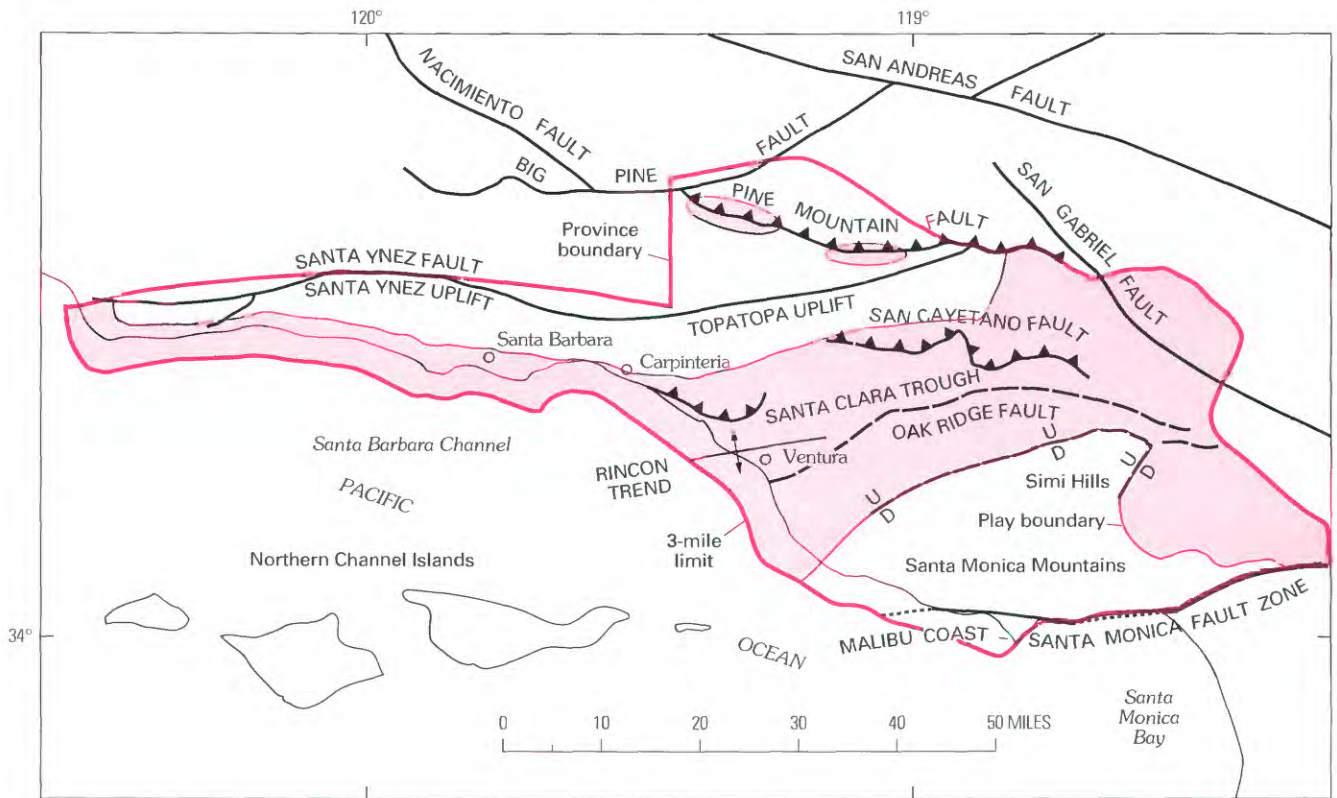 120°
119°
NACIMIENTO FAULT
SAN ANDREAS FAULT
BIG PINE FAULT
SAN GABRIEL FAULT
PINE MOUNTAIN FAULT
Province
boundary
SANTA YNEZ FAULT
SANTA YNEZ UPLIFT
TOPATOPA UPLIFT
SAN CAYETANO FAULT
Santa Barbara
Carpinteria
SANTA CLARA TROUGH
OAK RIDGE FAULT
Santa Barbara Channel
U
D
U
D
Ventura
RINCON
TREND
Simi Hills
PACIFIC
U
D
Play boundary
3-mile
limit
Northern Channel Islands
Santa Monica Mountains
34°
MALIBU COAST
SANTA MONICA FAULT ZONE
OCEAN
Santa
Monica
Bay
0 10 20 30 40 50 MILES